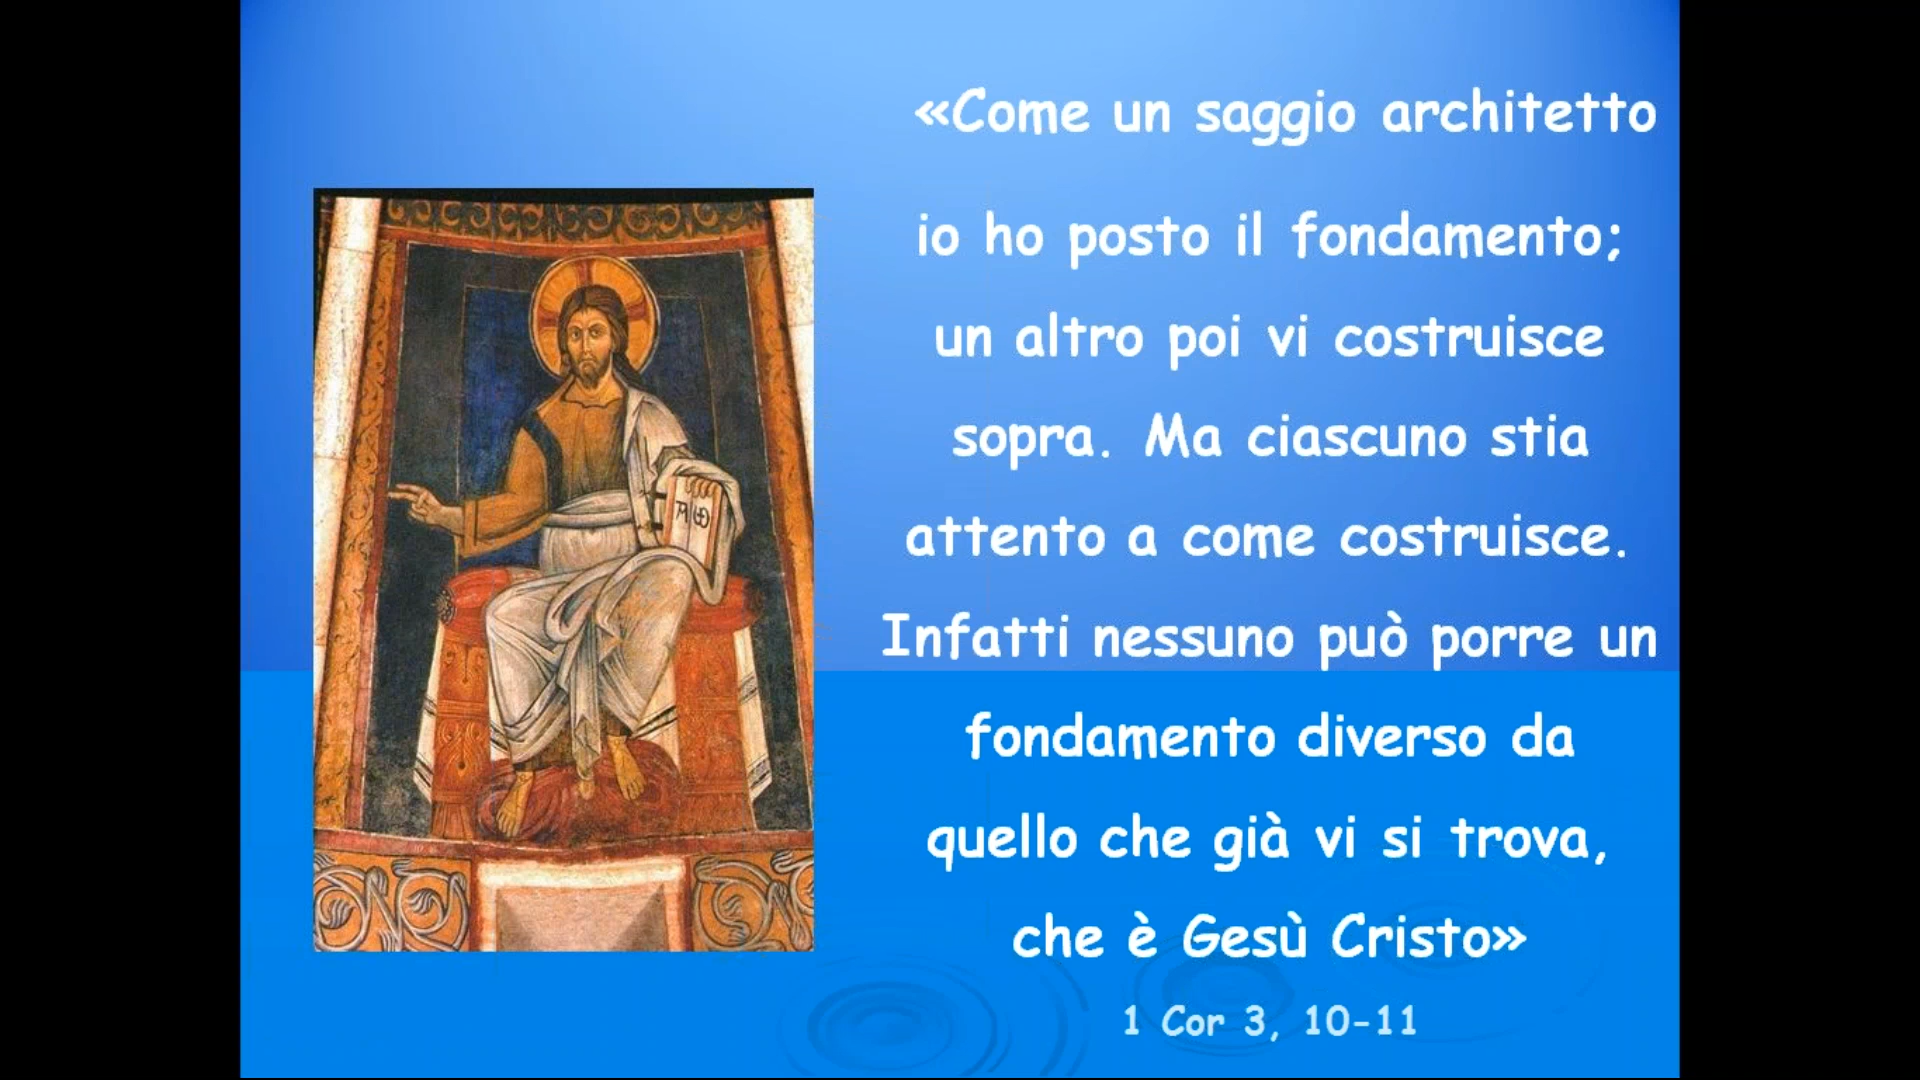 «Come un saggio architetto
io ho posto il fondamento;
un altro poi vi costruisce
sopra. Ma ciascuno stia
attento a come costruisce.
Infatti nessuno può porre un
fondamento diverso da
quello che già vi si trova,
che è Gesù Cristo»
1 Cor 3, 10-11
A ω